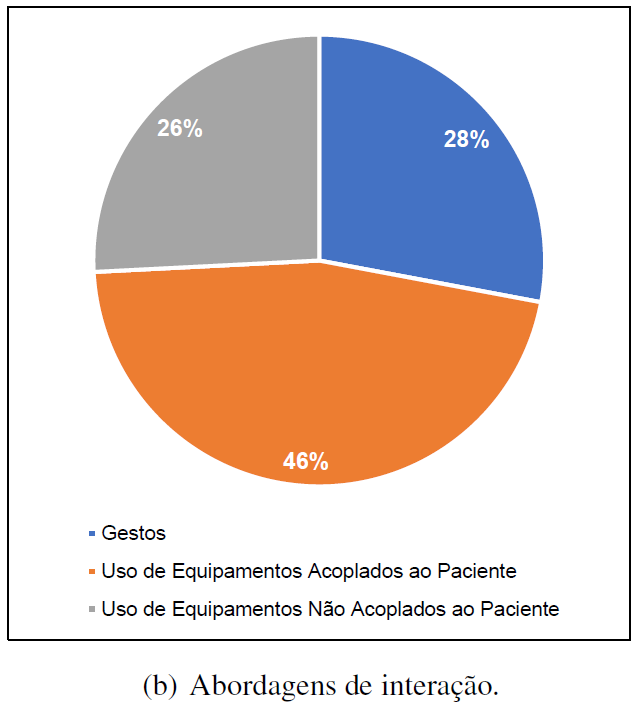 26%
28%
46%
Gestos
Uso de Equipamentos Acoplados ao Paciente
Uso de Equipamentos Não Acoplados ao Paciente
(b) Abordagens de interação.